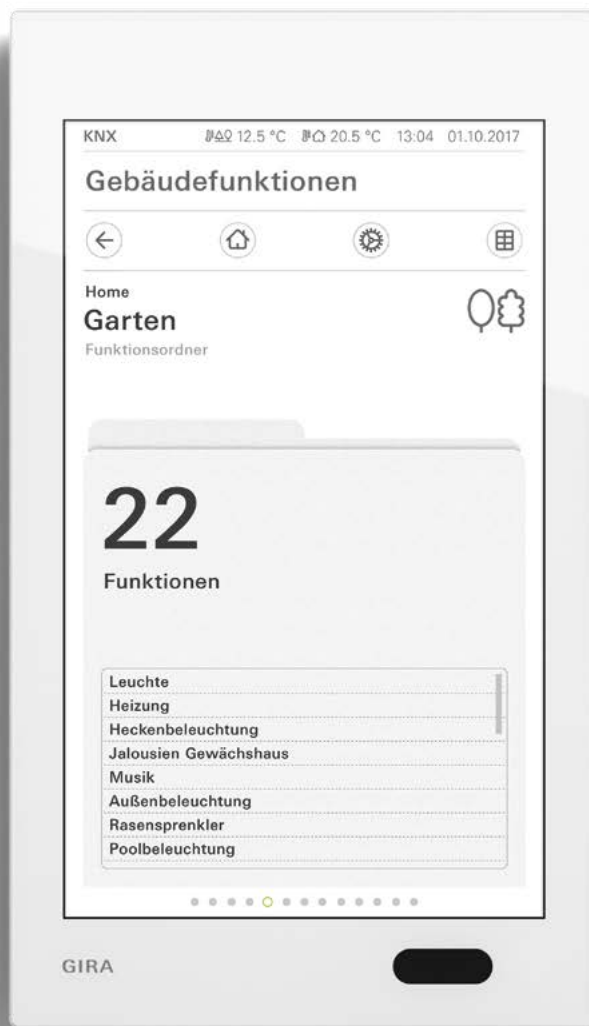 KNX 12.5 °C 20.5 °C 13:04 01.10.2017
Gebäudefunktionen
Home
Garten
Funktionsordner
22
Funktionen
Leuchte
Heizung
Heckenbeleuchtung
Jalousien Gewächshaus
Musik
Außenbeleuchtung
Rasensprenkler
Poolbeleuchtung
GIRA